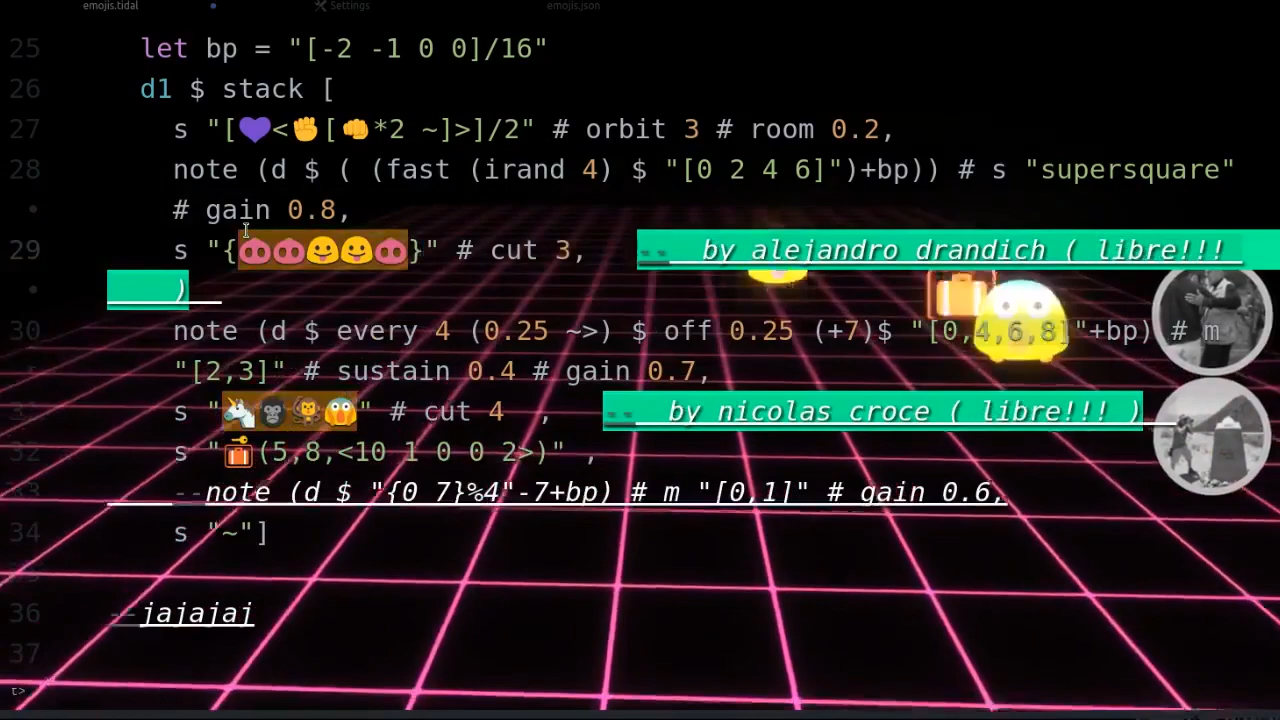 emojis.tidal Settings emojis.json
25 let bp = "[-2 -1 0 0]/16"
26 d1 $ stack [
27 s "[💜<✊[👊*2 ~]>]/2" # orbit 3 # room 0.2,
28 note (d $ ( (fast (irand 4) $ "[0 2 4 6]")+bp)) # s "supersquare"
• # gain 0.8,
29 s "{🐽🐽😛😛🐽}" # cut 3, -- by alejandro drandich ( libre!!!
• )
30 note (d $ every 4 (0.25 ~>) $ off 0.25 (+7)$ "[0,4,6,8]"+bp) # m
• "[2,3]" # sustain 0.4 # gain 0.7,
31 s "🦄🦍🐵😱" # cut 4 , -- by nicolas croce ( libre!!! )
32 s "🛅(5,8,<10 1 0 0 2>)" ,
33 --note (d $ "{0 7}%4"-7+bp) # m "[0,1]" # gain 0.6,
34 s "~"]
35
36 --jajajaj
37
t>